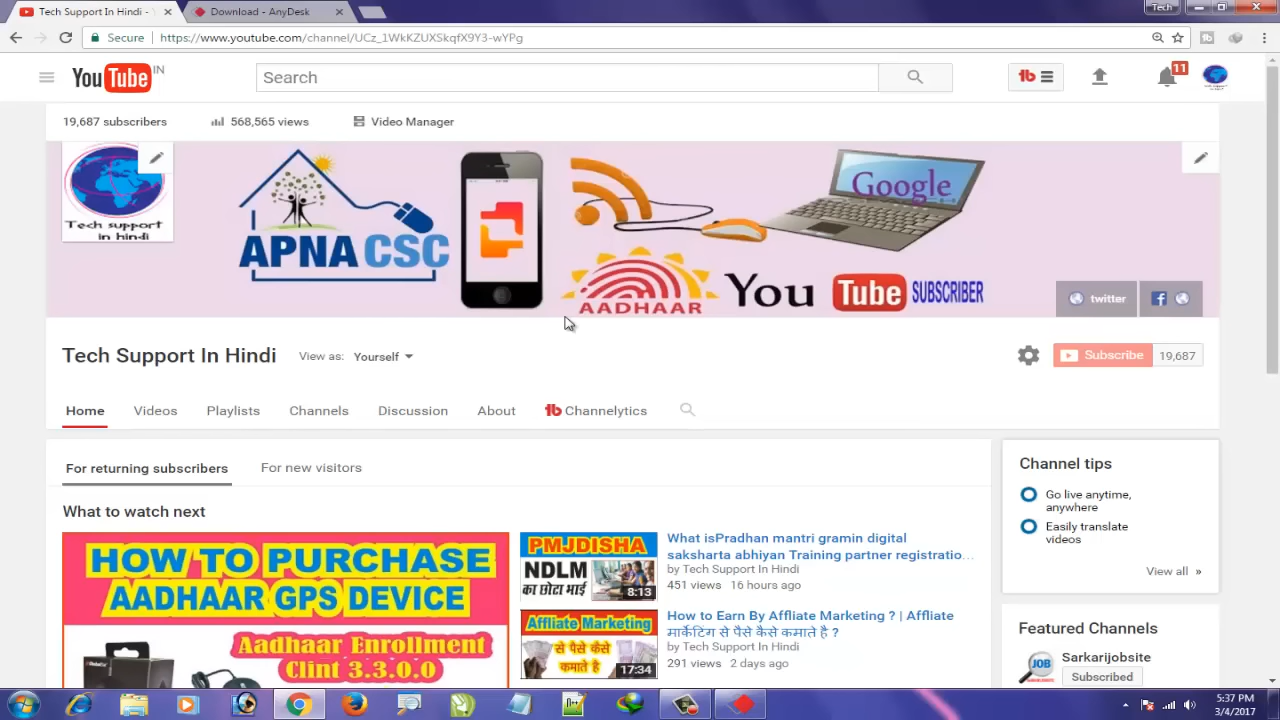 Tech Support In Hindi - Y
Download - AnyDesk
Tech
Secure
https://www.youtube.com/channel/UCz_1WkKZUXSkqfX9Y3-wYPg
YouTube IN
Search
11
19,687 subscribers
568,565 views
Video Manager
Tech support
in hindi
APNA CSC
AADHAAR
Google
You Tube SUBSCRIBER
twitter
Tech Support In Hindi
View as:
Yourself
Subscribe
19,687
Home
Videos
Playlists
Channels
Discussion
About
Channelytics
For returning subscribers
For new visitors
What to watch next
HOW TO PURCHASE
AADHAAR GPS DEVICE
Aadhaar Enrollment
Clint 3.3.0.0
PMJDISHA
NDLM
का छोटा भाई
8:13
What isPradhan mantri gramin digital
saksharta abhiyan Training partner registratio...
by Tech Support In Hindi
451 views 16 hours ago
Affliate Marketing
से पैसे कैसे
कमाते है
17:34
How to Earn By Affliate Marketing ? | Affliate
मार्केटिंग से पैसे कैसे कमाते है ?
by Tech Support In Hindi
291 views 2 days ago
Channel tips
Go live anytime,
anywhere
Easily translate
videos
View all »
Featured Channels
JOB
Sarkarijobsite
Subscribed
5:37 PM
3/4/2017